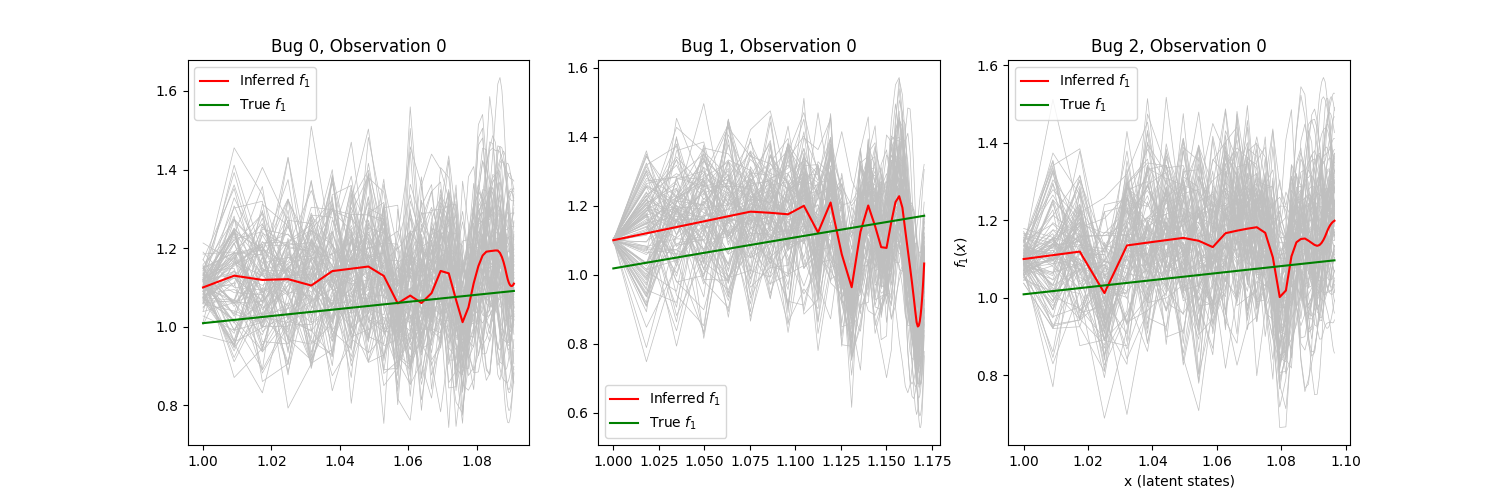 Bug 0, Observation 0
Inferred f₁
True f₁
1.6
1.4
1.2
1.0
0.8
1.00 1.02 1.04 1.06 1.08
Bug 1, Observation 0
1.6
1.4
1.2
1.0
0.8
0.6
Inferred f₁
True f₁
1.000 1.025 1.050 1.075 1.100 1.125 1.150 1.175
Bug 2, Observation 0
Inferred f₁
True f₁
f₁(x)
1.6
1.4
1.2
1.0
0.8
1.00 1.02 1.04 1.06 1.08 1.10
x (latent states)